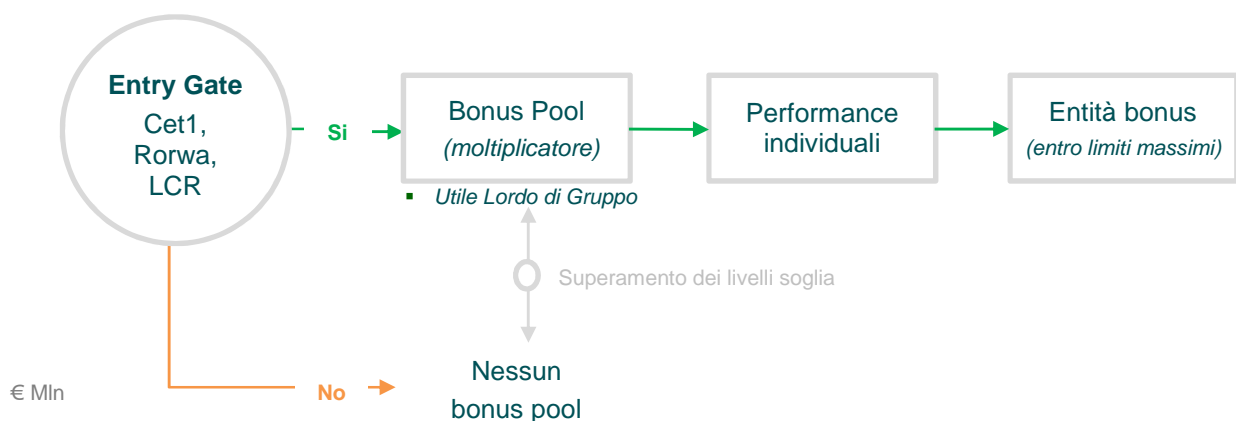 Entry Gate
Cet1,
Rorwa,
LCR
Si
Bonus Pool
(moltiplicatore)
▪ Utile Lordo di Gruppo
Performance
individuali
Entità bonus
(entro limiti massimi)
Superamento dei livelli soglia
No
Nessun
bonus pool
€ Mln